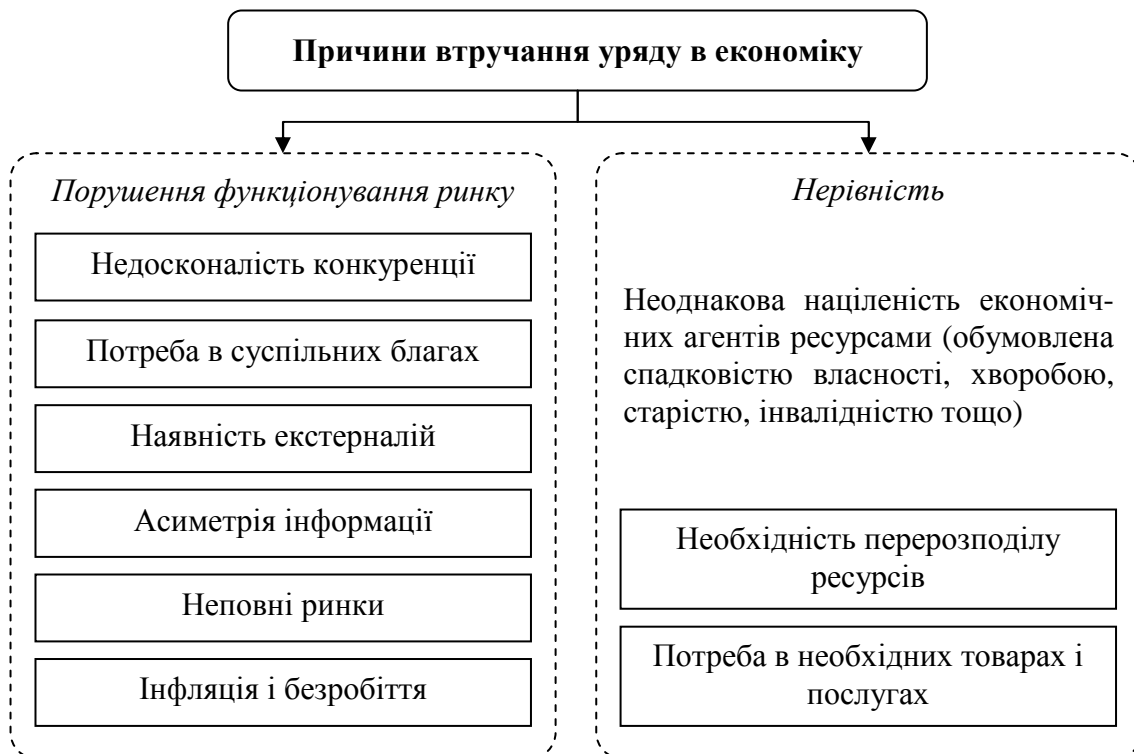 Причини втручання уряду в економіку
Порушення функціонування ринку
Недосконалість конкуренції
Потреба в суспільних благах
Наявність екстерналій
Асиметрія інформації
Неповні ринки
Інфляція і безробіття
Нерівність
Неоднакова націленість економіч-
них агентів ресурсами (обумовлена
спадковістю власності, хворобою,
старістю, інвалідністю тощо)
Необхідність перерозподілу
ресурсів
Потреба в необхідних товарах і
послугах